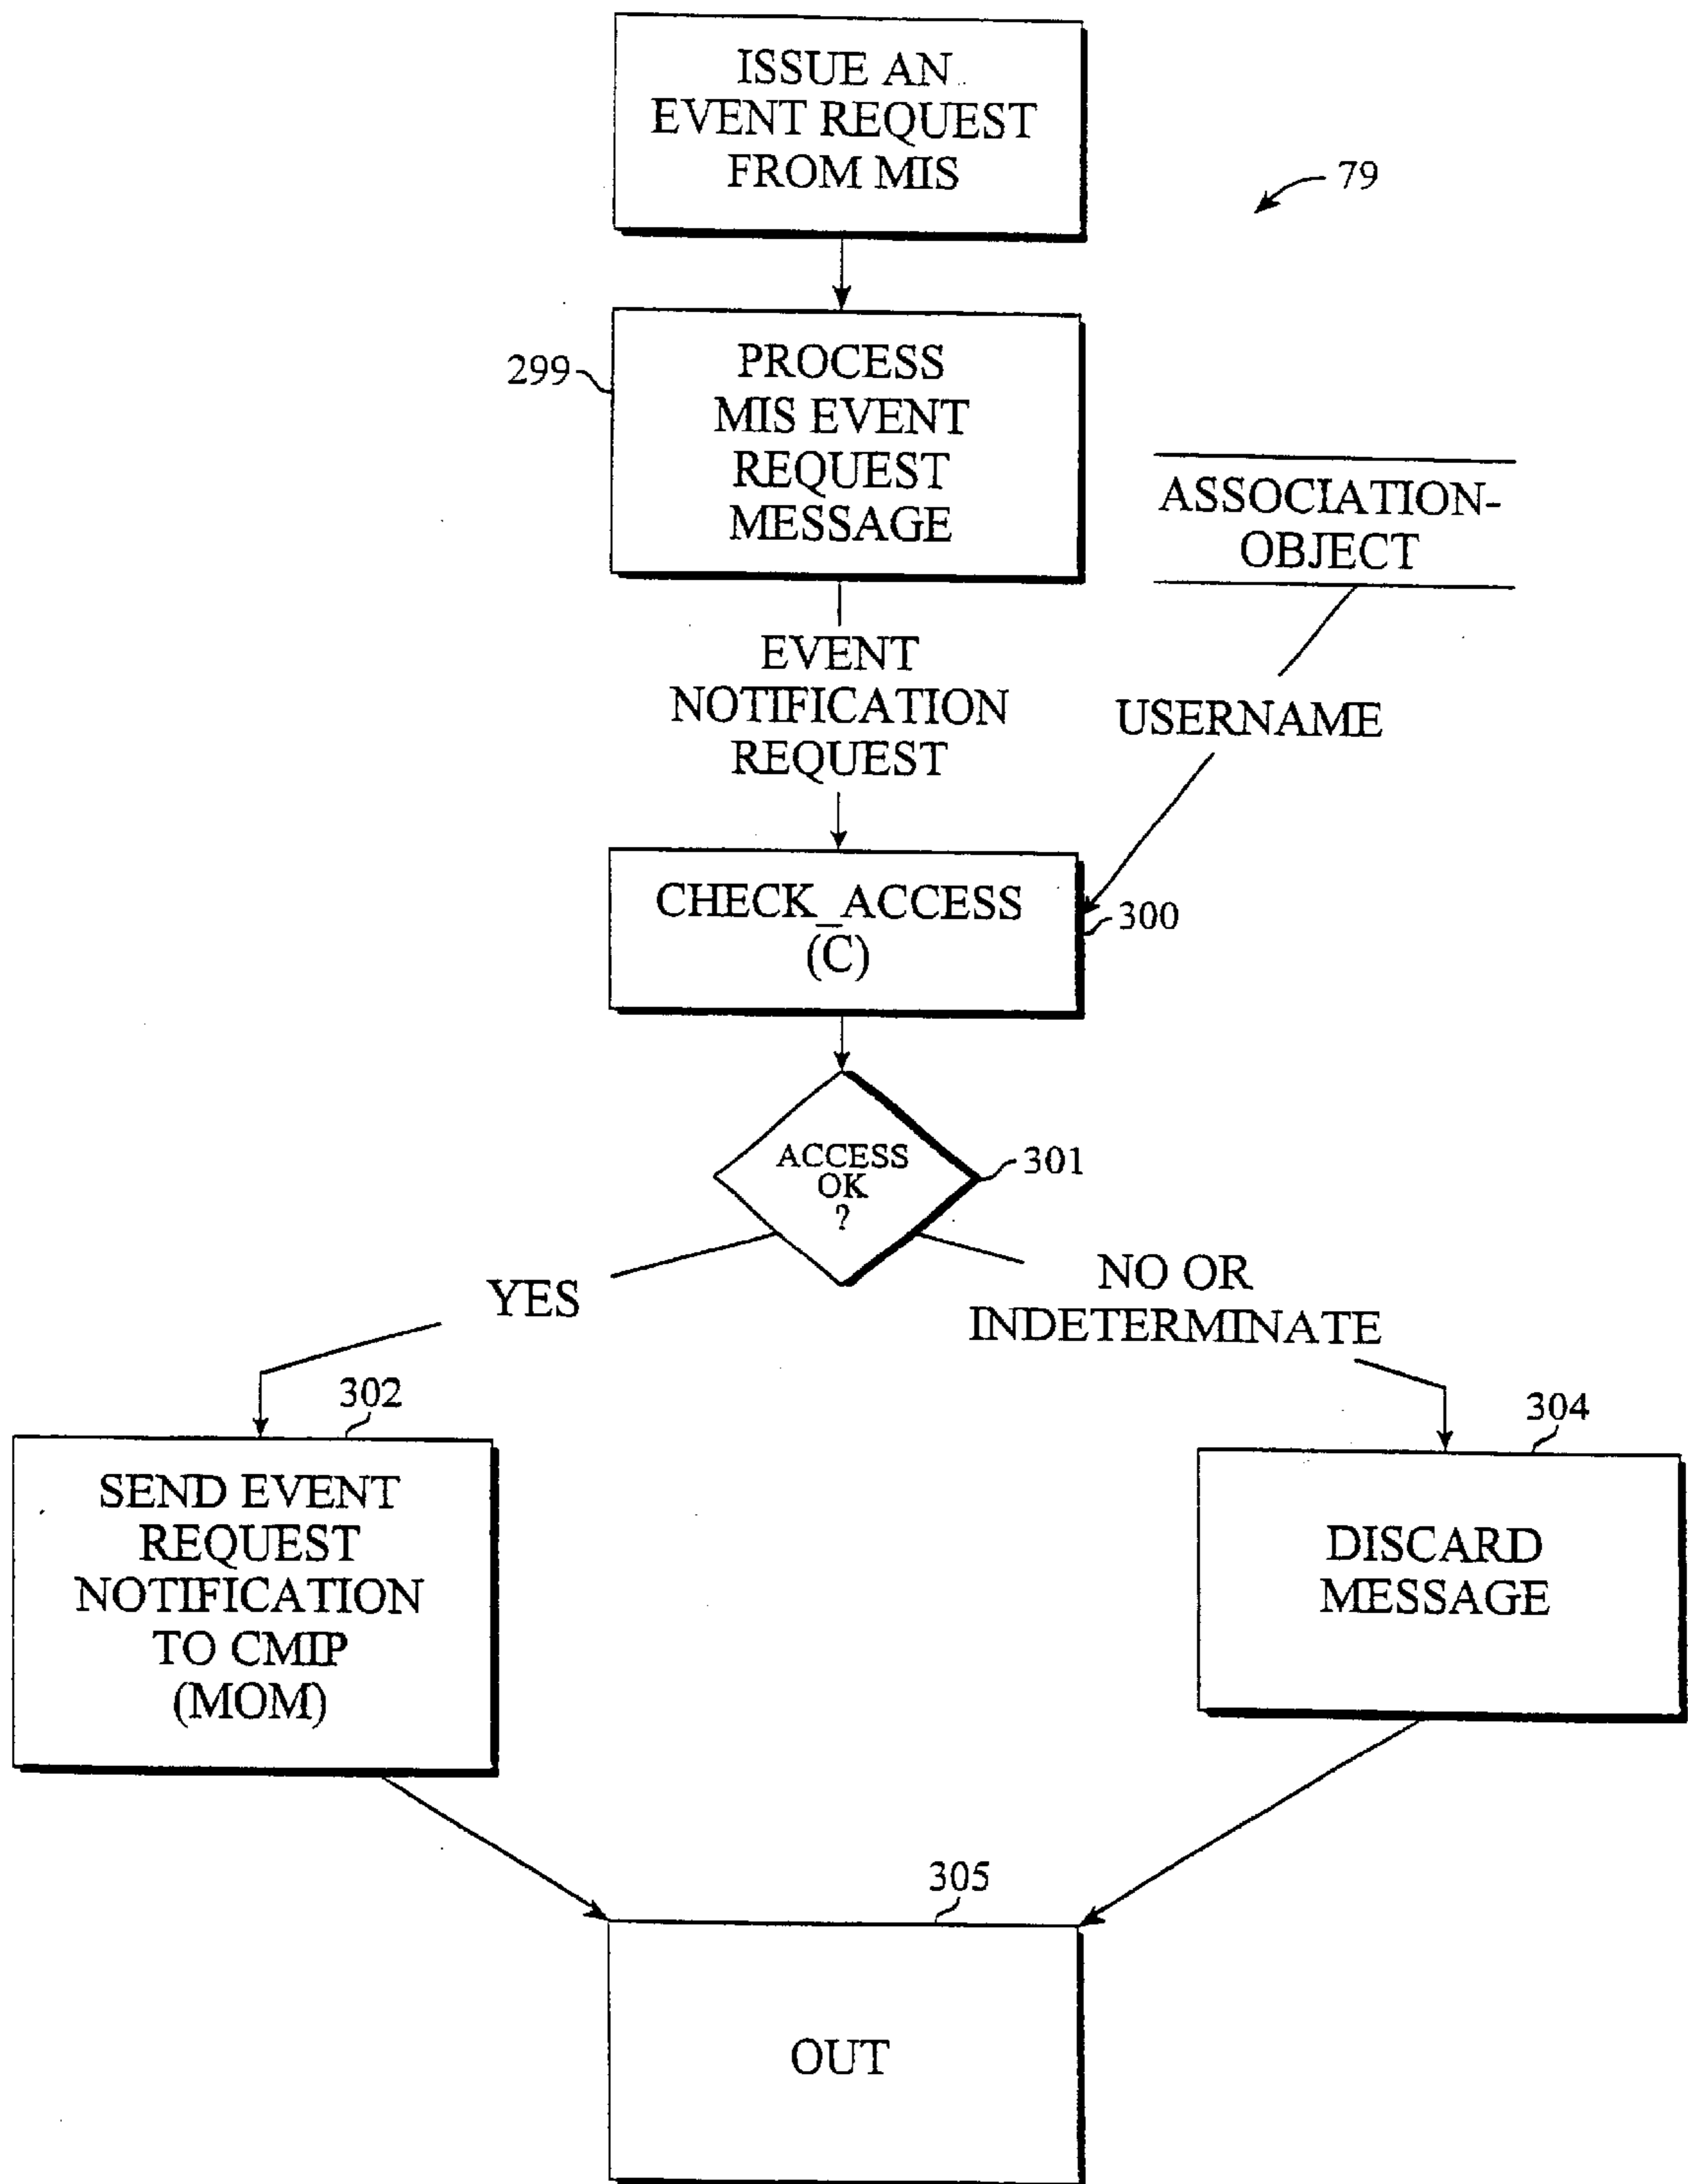 ISSUE AN
EVENT REQUEST
FROM MIS
79
299
PROCESS
MIS EVENT
REQUEST
MESSAGE
ASSOCIATION-
OBJECT
EVENT
NOTIFICATION
REQUEST
USERNAME
CHECK_ACCESS
(C)
300
ACCESS
OK
?
301
YES
NO OR
INDETERMINATE
302
SEND EVENT
REQUEST
NOTIFICATION
TO CMIP
(MOM)
304
DISCARD
MESSAGE
305
OUT